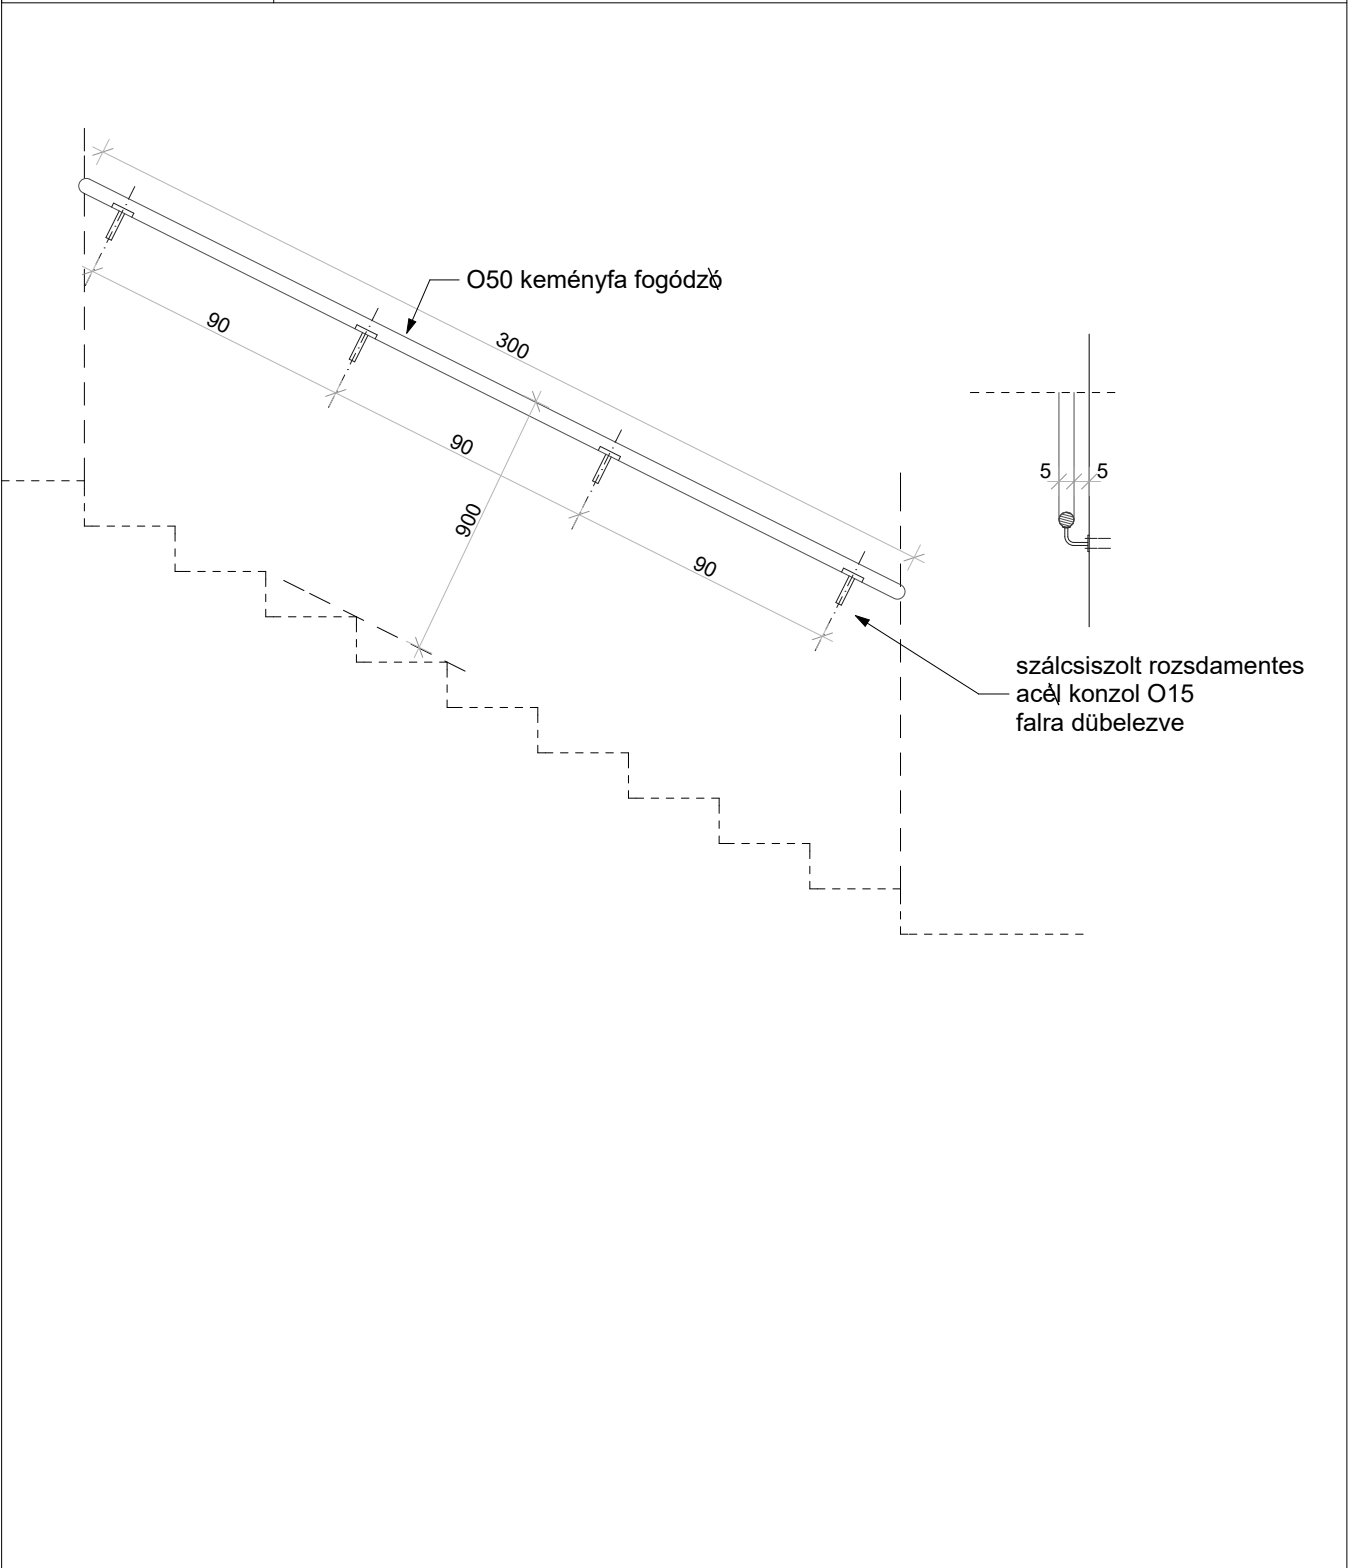 O50 keményfa fogódzó
300
90
90
90
900
5 5
szálcsiszolt rozsdamentes
acél konzol O15
falra dübelezve